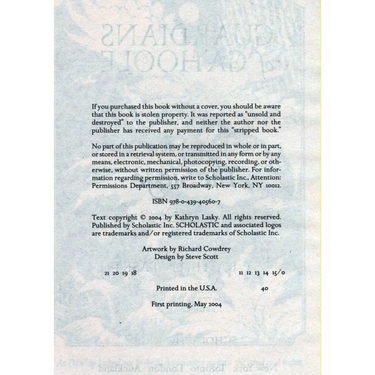 If you purchased this book without a cover, you should be aware
that this book is stolen property. It was reported as "unsold and
destroyed" to the publisher, and neither the author nor the
publisher has received any payment for this "stripped book."
No part of this publication may be reproduced in whole or in part,
or stored in a retrieval system, or transmitted in any form or by any
means, electronic, mechanical, photocopying, recording, or oth-
erwise, without written permission of the publisher. For infor-
mation regarding permission, write to Scholastic Inc., Attention:
Permissions Department, 557 Broadway, New York, NY 10012.
ISBN 978-0-439-40560-7
Text copyright © 2004 by Kathryn Lasky. All rights reserved.
Published by Scholastic Inc. SCHOLASTIC and associated logos
are trademarks and/or registered trademarks of Scholastic Inc.
Artwork by Richard Cowdrey
Design by Steve Scott
21 20 19 18 11 12 13 14 15/0
Printed in the U.S.A. 40
First printing, May 2004